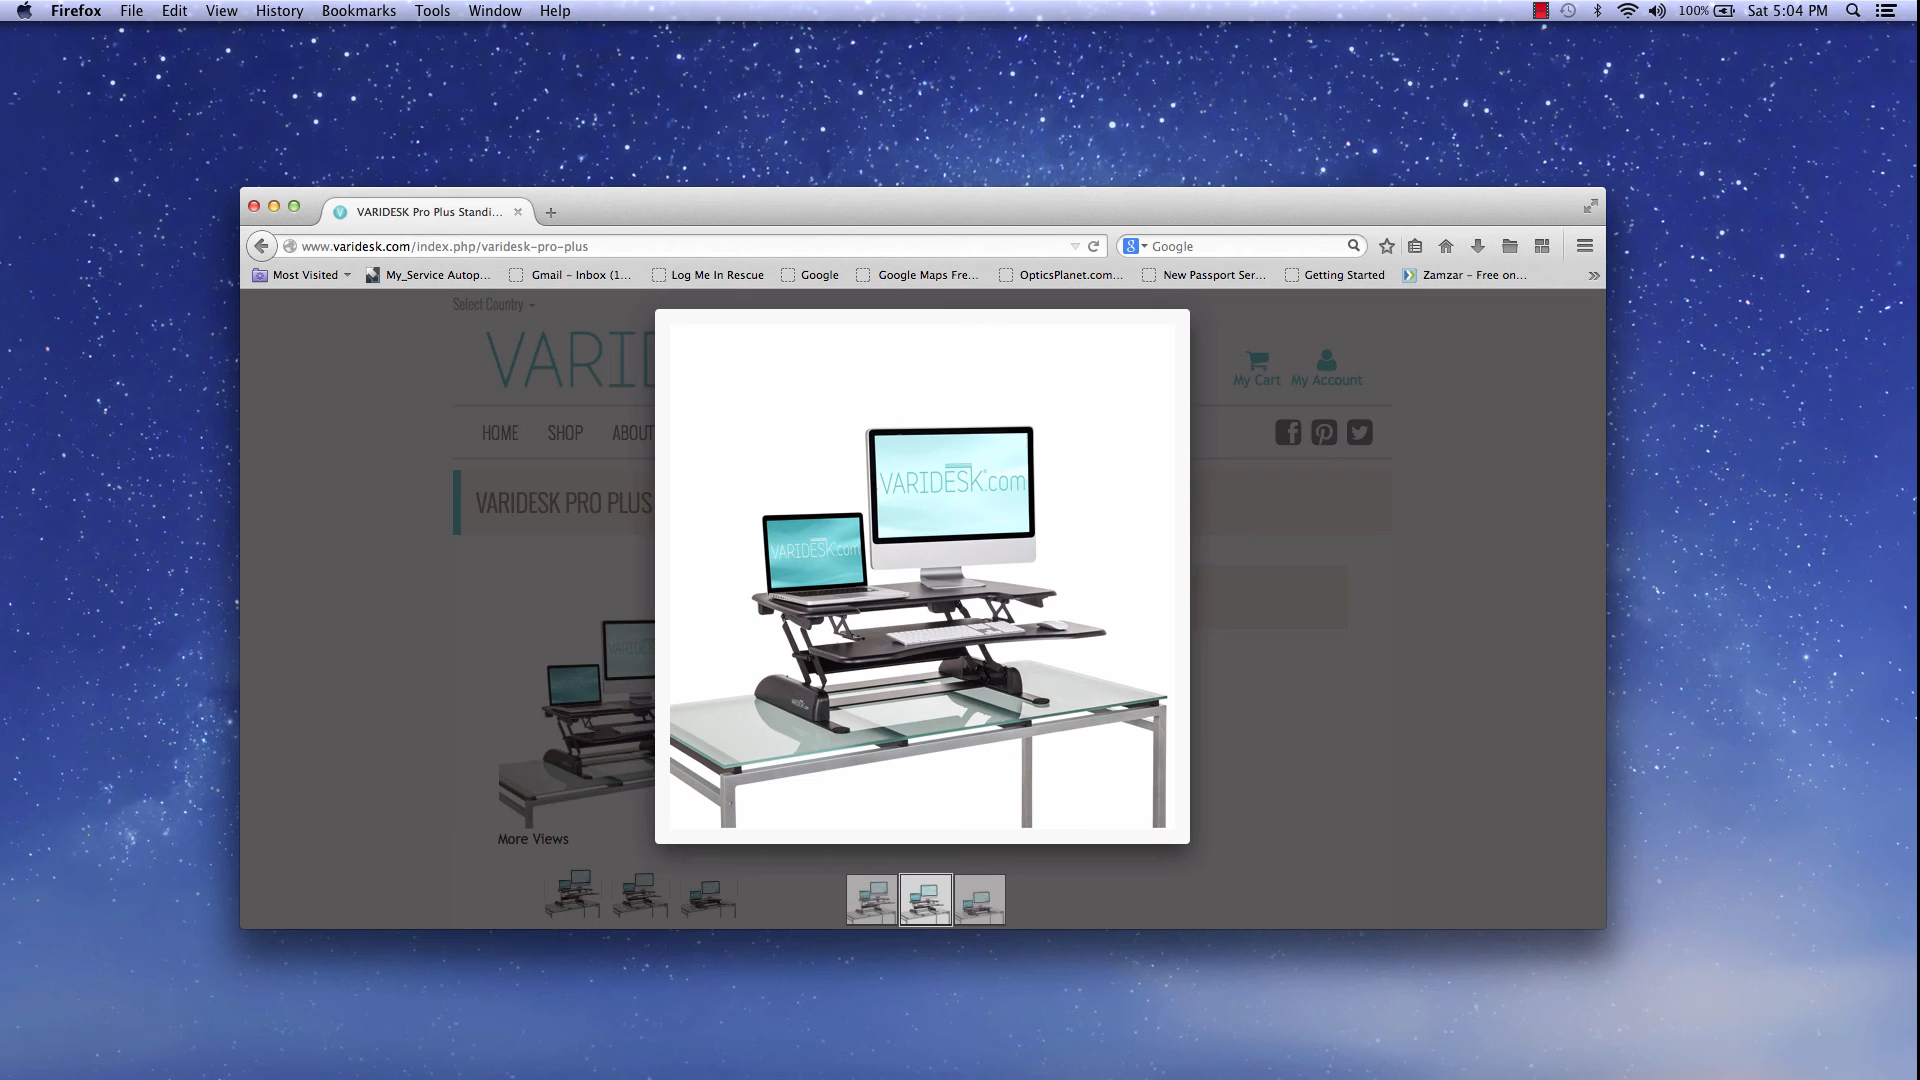 Firefox File Edit View History Bookmarks Tools Window Help 100% Sat 5:04 PM
VARIDESK Pro Plus Standi...
www.varidesk.com/index.php/varidesk-pro-plus Google
Most Visited My_Service Autop... Gmail – Inbox (1... Log Me In Rescue Google Google Maps Fre... OpticsPlanet.com... New Passport Ser... Getting Started Zamzar – Free on...
Select Country
VARID
My Cart My Account
HOME SHOP ABOUT
VARIDESK PRO PLUS
VARIDESK.com
VARIDESK.com
More Views